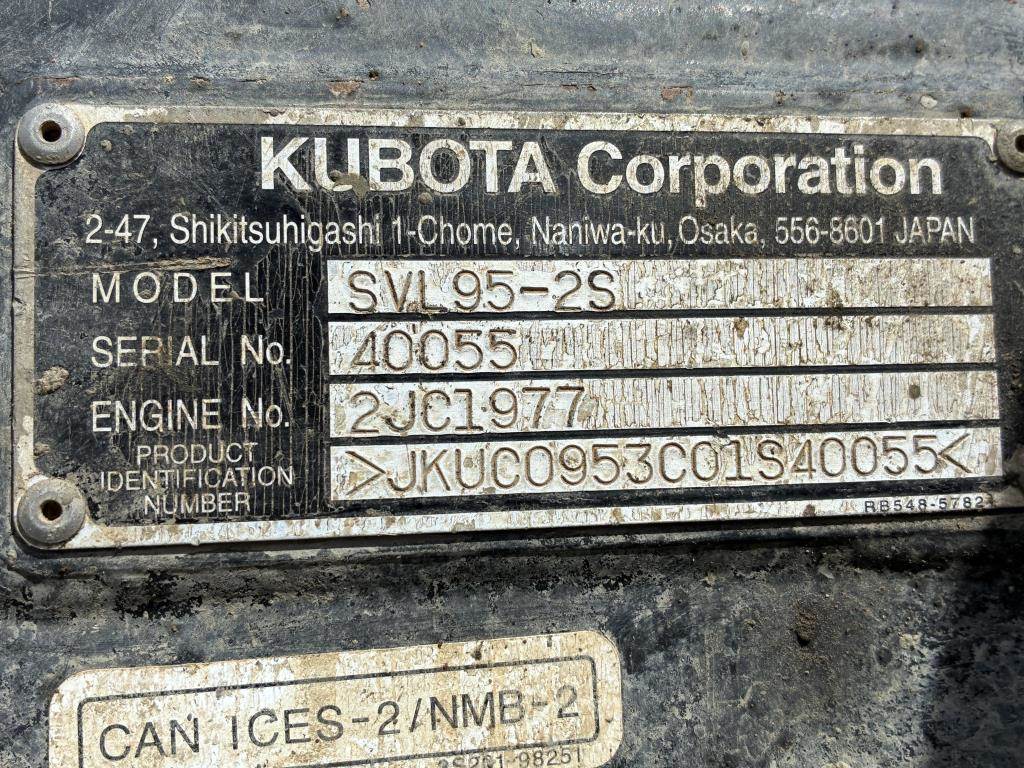 KUBOTA Corporation
2-47, Shikitsuhigashi 1-Chome, Naniwa-ku, Osaka, 556-8601 JAPAN
MODEL SVL95-2S
SERIAL No. 40055
ENGINE No. 2JC1977
PRODUCT IDENTIFICATION NUMBER >JKUC0953C01S40055<
RB548-5782
CAN ICES-2/NMB-2